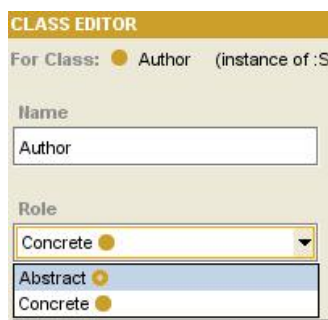 CLASS EDITOR
For Class: Author (instance of :S
Name
Author
Role
Concrete
Abstract
Concrete